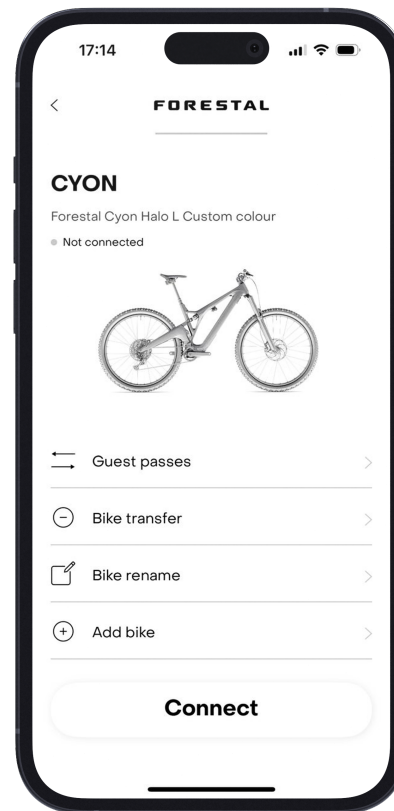 17:14
FORESTAL
CYON
Forestal Cyon Halo L Custom colour
Not connected
Guest passes
Bike transfer
Bike rename
Add bike
Connect